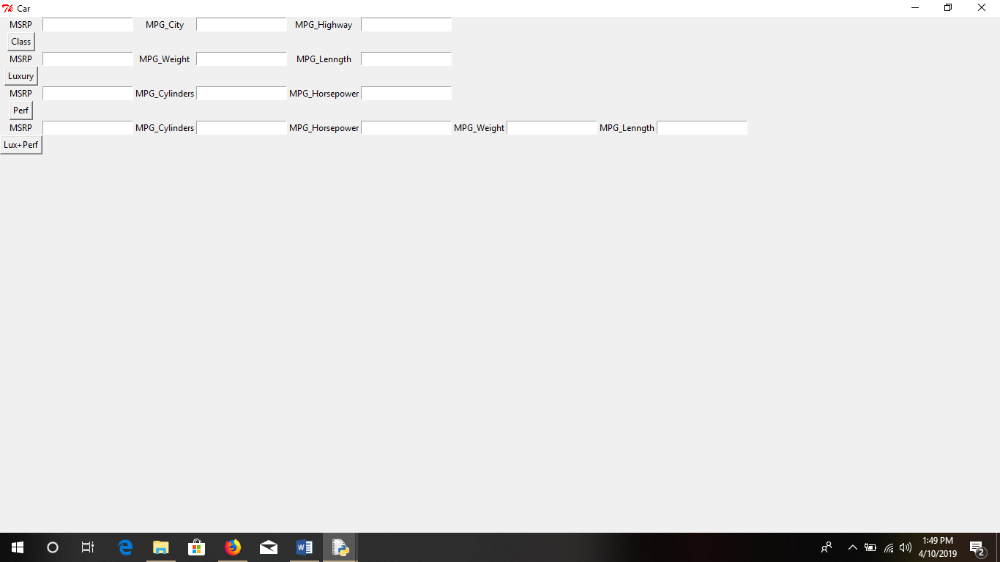 Car
MSRP MPG_City MPG_Highway
Class
MSRP MPG_Weight MPG_Lenngth
Luxury
MSRP MPG_Cylinders MPG_Horsepower
Perf
MSRP MPG_Cylinders MPG_Horsepower MPG_Weight MPG_Lenngth
Lux+Perf
1:49 PM
4/10/2019
2